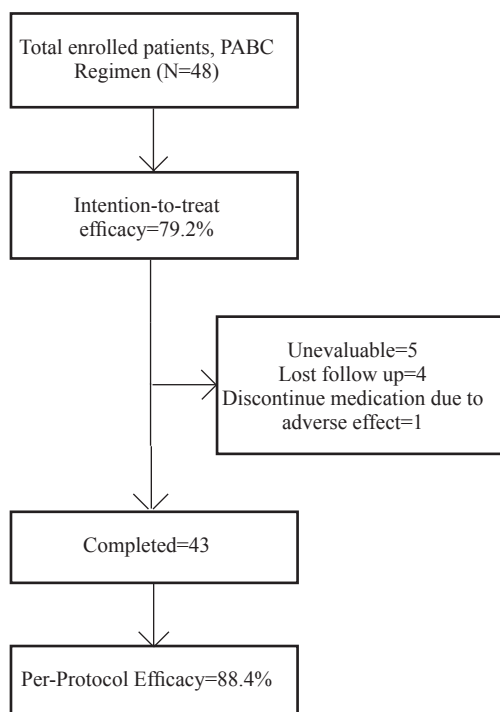 Total enrolled patients, PABC
Regimen (N=48)
Intention-to-treat
efficacy=79.2%
Unevaluable=5
Lost follow up=4
Discontinue medication due to
adverse effect=1
Completed=43
Per-Protocol Efficacy=88.4%